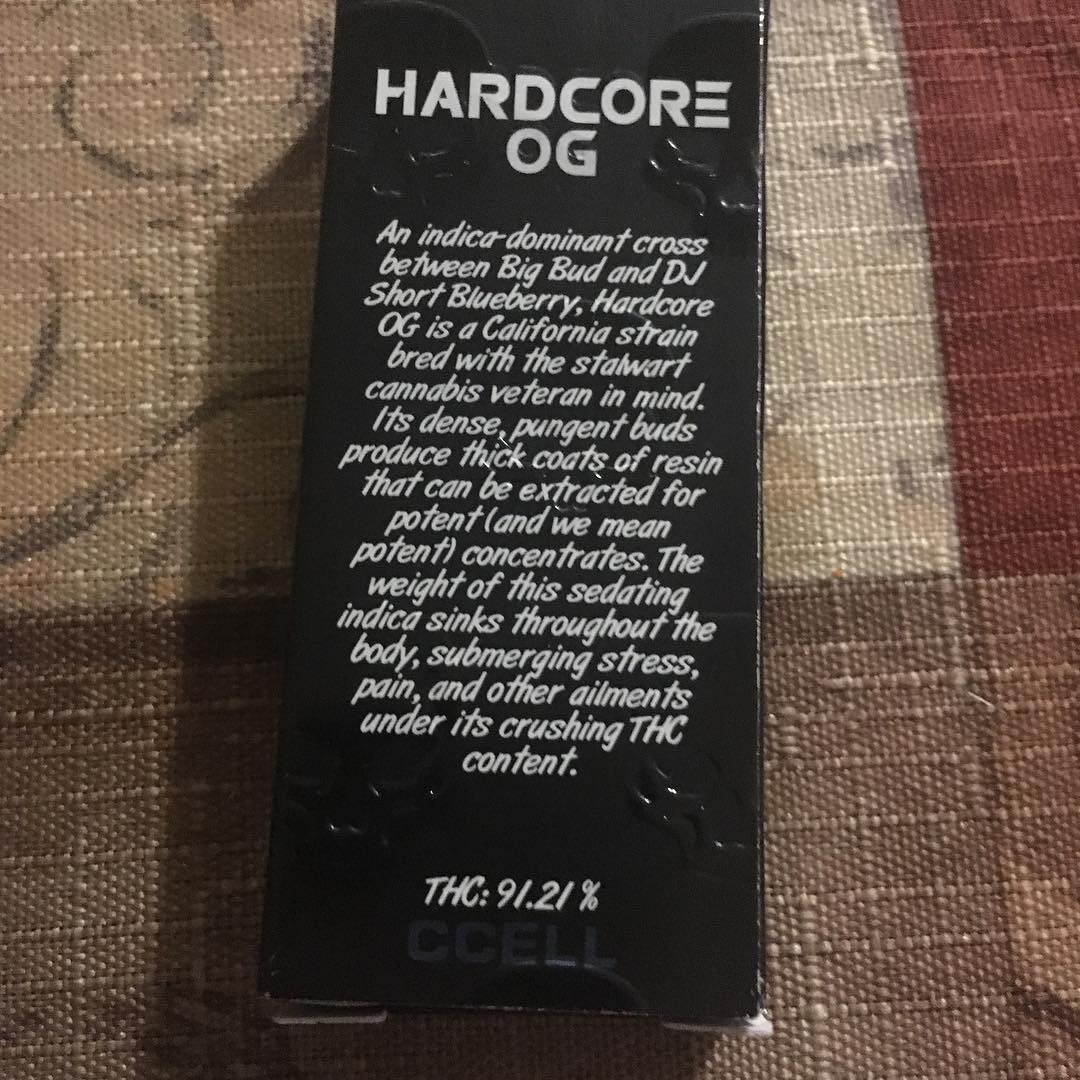 HARDCORE
OG
An indica-dominant cross
between Big Bud and DJ
Short Blueberry, Hardcore
OG is a California strain
bred with the stalwart
cannabis veteran in mind.
Its dense, pungent buds
produce thick coats of resin
that can be extracted for
potent (and we mean
potent) concentrates. The
weight of this sedating
indica sinks throughout the
body, submerging stress,
pain, and other ailments
under its crushing THC
content.
THC: 91.21 %
CCELL